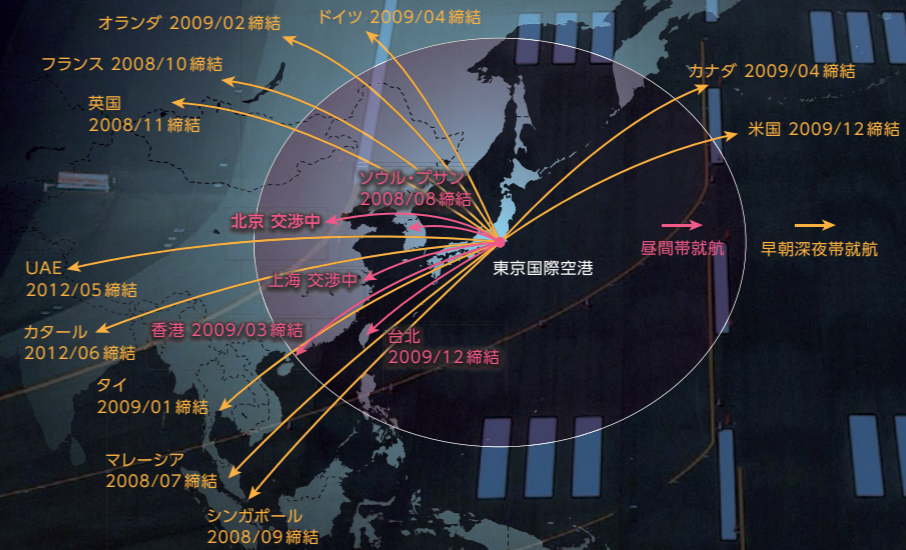 オランダ 2009/02締結
ドイツ 2009/04締結
フランス 2008/10締結
カナダ 2009/04締結
英国
2008/11締結
米国 2009/12締結
ソウル・プサン
2008/08締結
北京 交渉中
昼間帯就航
早朝深夜帯就航
東京国際空港
UAE
2012/05締結
上海 交渉中
カタール
2012/06締結
香港 2009/03締結
台北
2009/12締結
タイ
2009/01締結
マレーシア
2008/07締結
シンガポール
2008/09締結